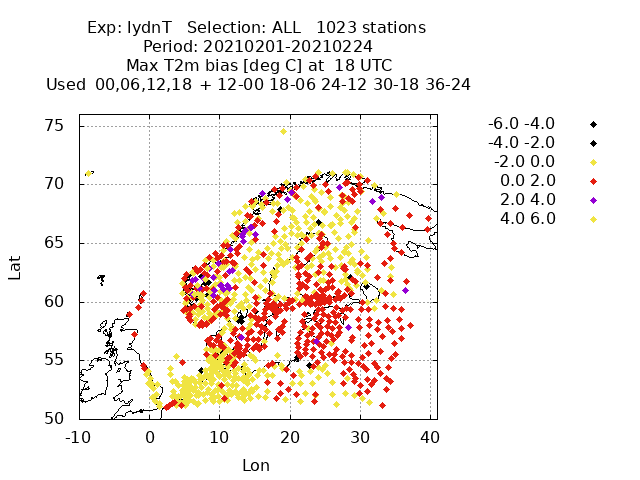 Exp: IydnT Selection: ALL 1023 stations
Period: 20210201-20210224
Max T2m bias [deg C] at 18 UTC
Used 00,06,12,18 + 12-00 18-06 24-12 30-18 36-24
-6.0 -4.0
-4.0 -2.0
-2.0 0.0
0.0 2.0
2.0 4.0
4.0 6.0
75
70
65
60
55
50
Lat
-10 0 10 20 30 40
Lon